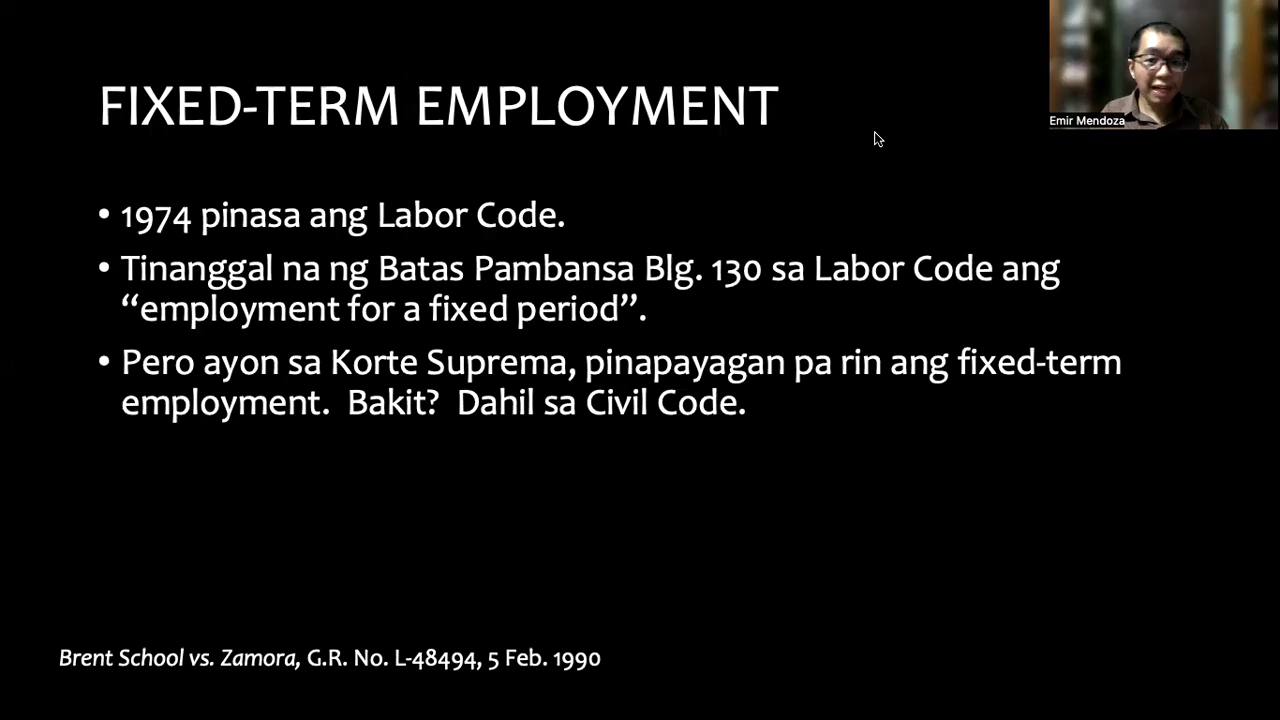 FIXED-TERM EMPLOYMENT
Emir Mendoza
• 1974 pinasa ang Labor Code.
• Tinanggal na ng Batas Pambansa Blg. 130 sa Labor Code ang
“employment for a fixed period”.
• Pero ayon sa Korte Suprema, pinapayagan pa rin ang fixed-term
employment.  Bakit?  Dahil sa Civil Code.
Brent School vs. Zamora, G.R. No. L-48494, 5 Feb. 1990